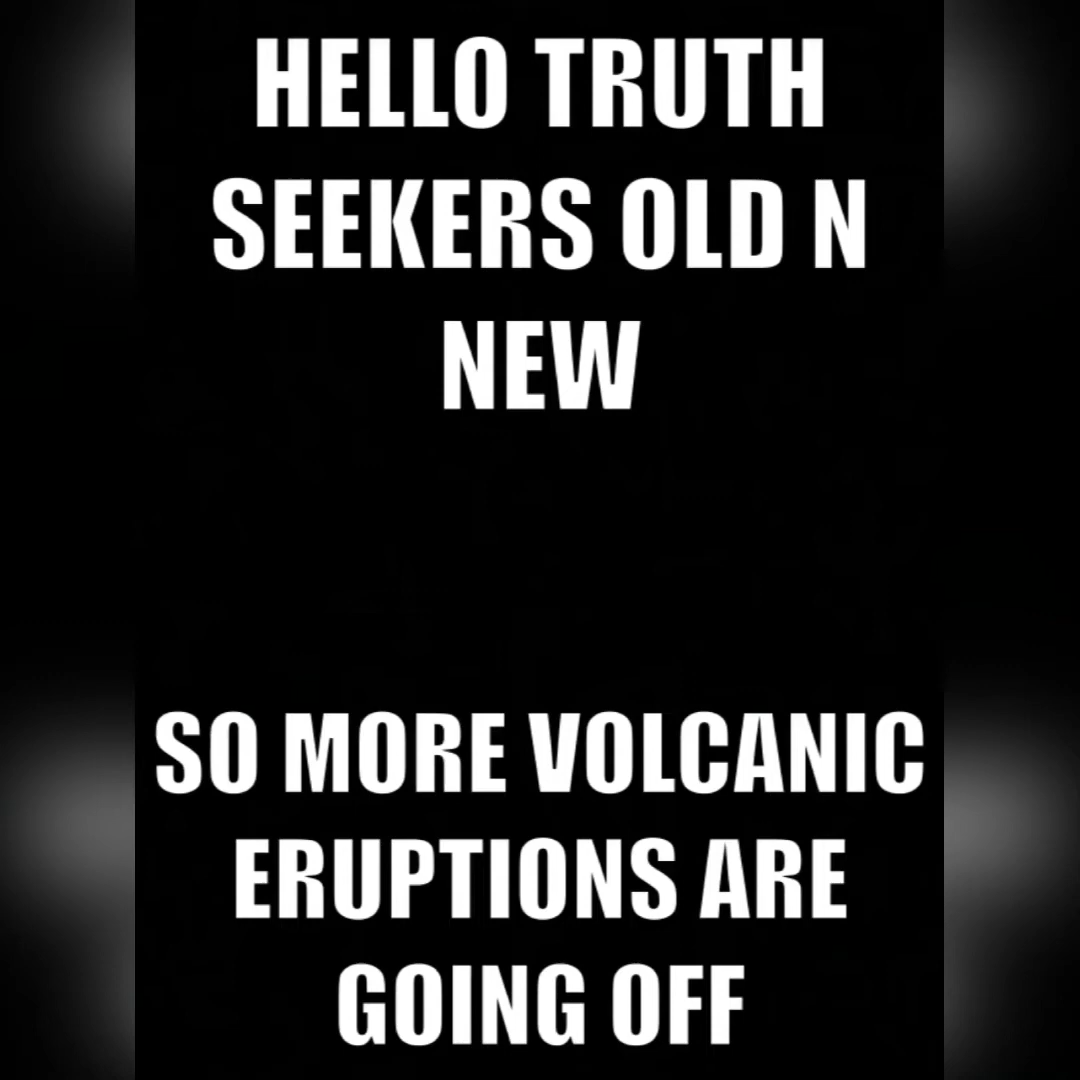 HELLO TRUTH
SEEKERS OLD N
NEW
SO MORE VOLCANIC
ERUPTIONS ARE
GOING OFF